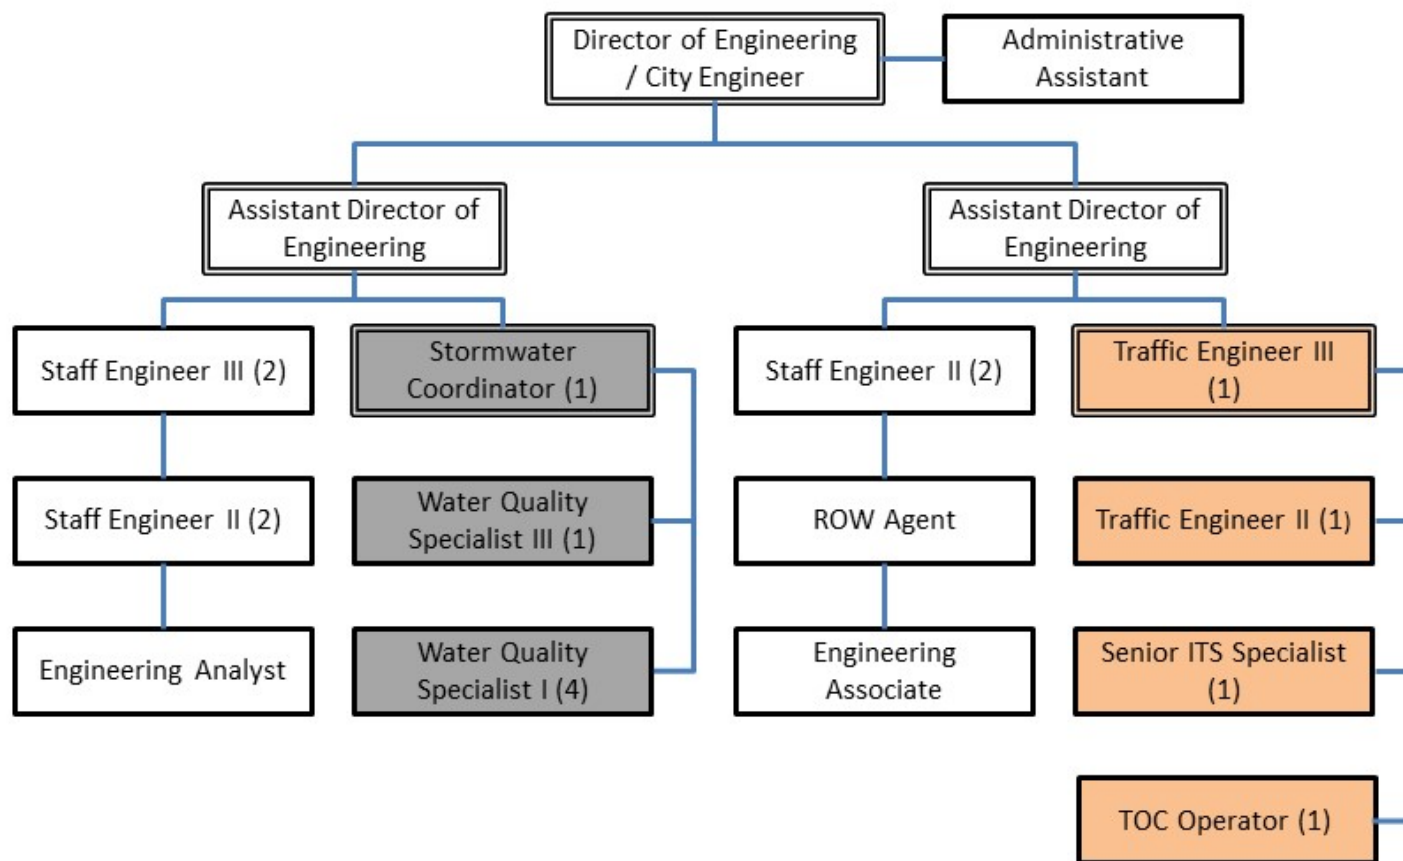 Director of Engineering
/ City Engineer
Administrative
Assistant
Assistant Director of
Engineering
Assistant Director of
Engineering
Staff Engineer III (2)
Stormwater
Coordinator (1)
Staff Engineer II (2)
Traffic Engineer III
(1)
Staff Engineer II (2)
Water Quality
Specialist III (1)
ROW Agent
Traffic Engineer II (1)
Engineering Analyst
Water Quality
Specialist I (4)
Engineering
Associate
Senior ITS Specialist
(1)
TOC Operator (1)